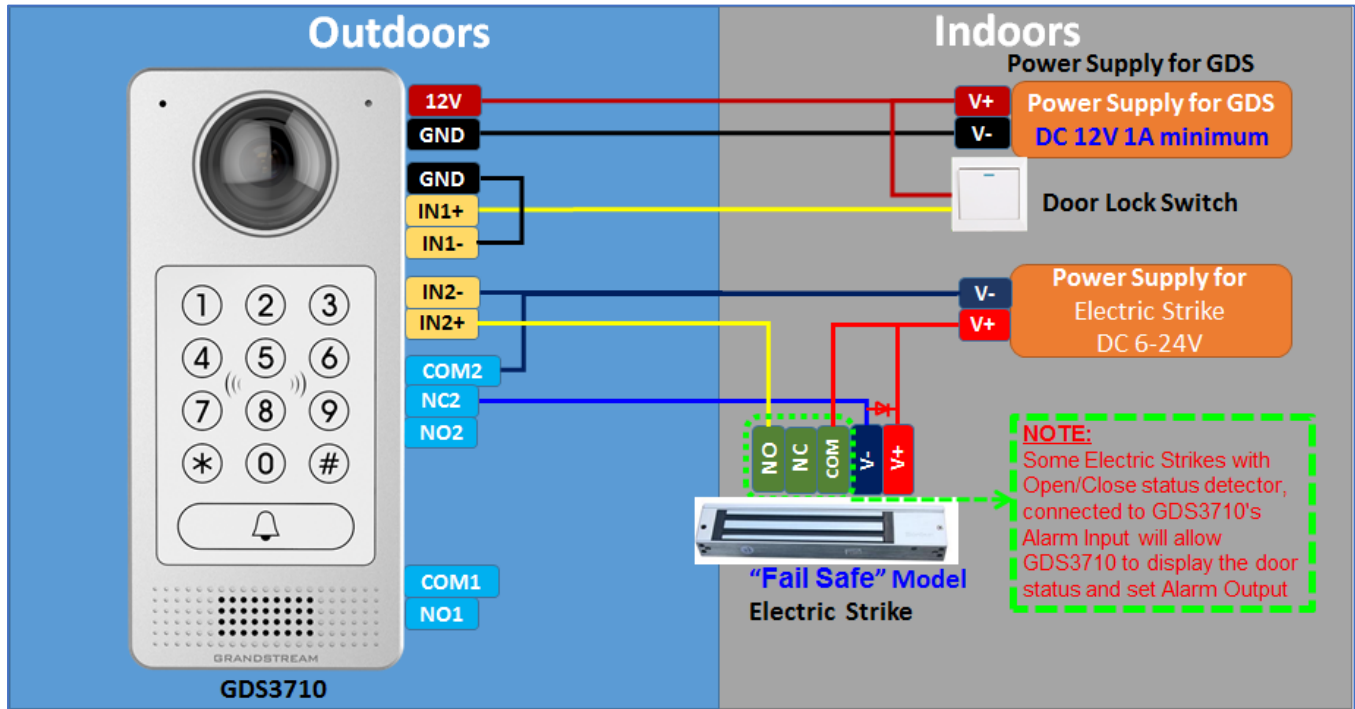 Outdoors
Indoors
Power Supply for GDS
12V
GND
GND
IN1+
IN1-
IN2-
IN2+
COM2
NC2
NO2
COM1
NO1
V+
V-
Power Supply for GDS
DC 12V 1A minimum
Door Lock Switch
V-
V+
Power Supply for
Electric Strike
DC 6-24V
1 2 3
4 5 6
7 8 9
* 0 #
GRANDSTREAM
GDS3710
NO
NC
COM
V-
V+
"Fail Safe" Model
Electric Strike
NOTE:
Some Electric Strikes with
Open/Close status detector,
connected to GDS3710's
Alarm Input will allow
GDS3710 to display the door
status and set Alarm Output